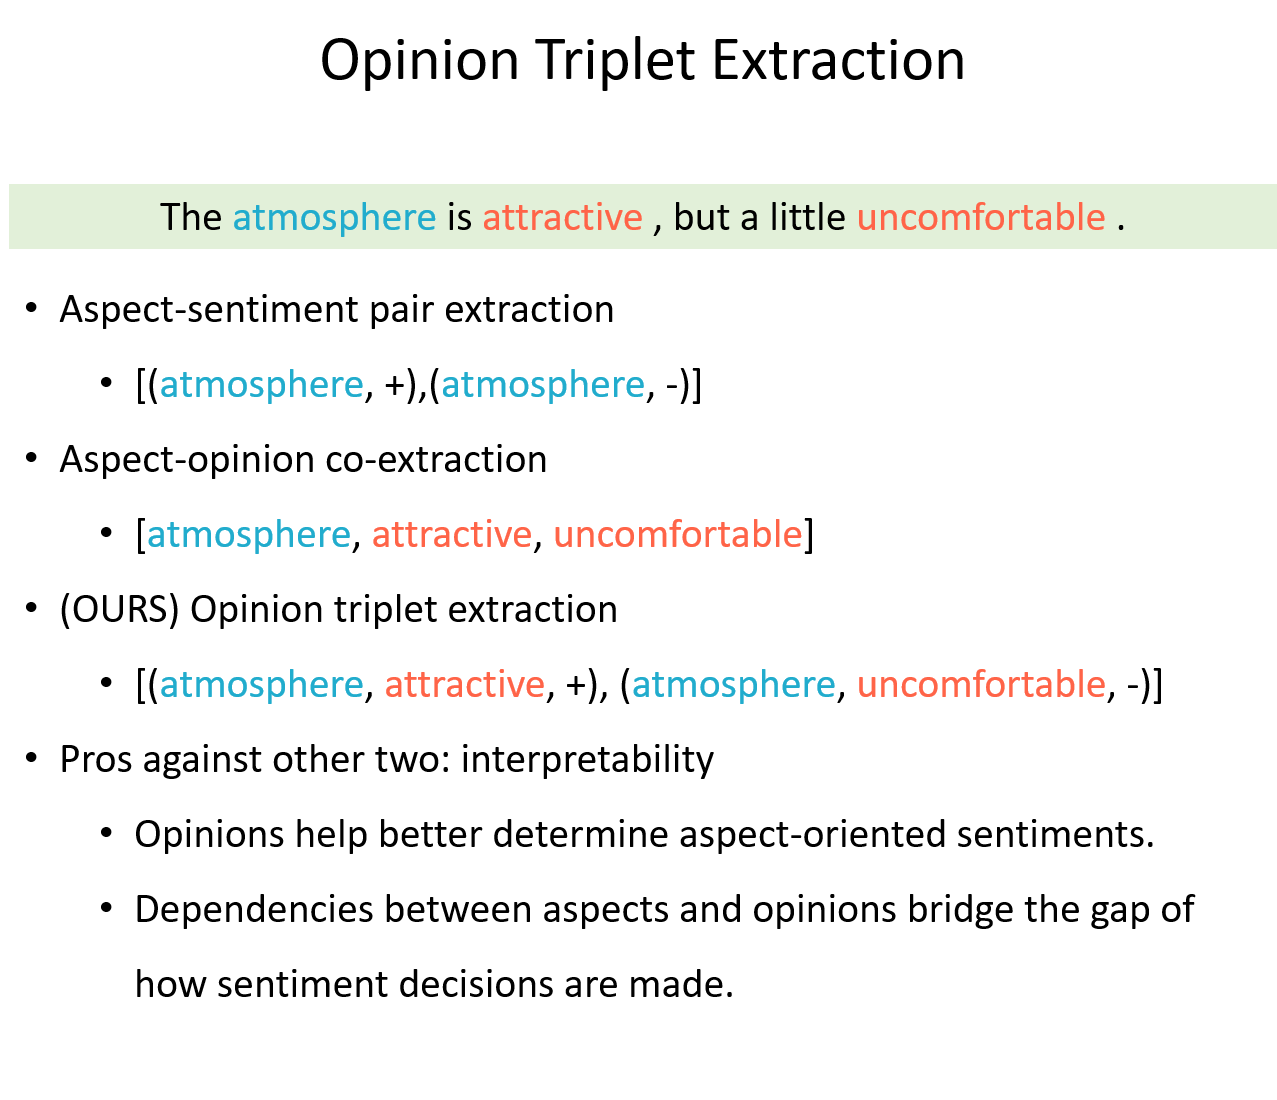 Opinion Triplet Extraction
The atmosphere is attractive , but a little uncomfortable .
• Aspect-sentiment pair extraction
• [(atmosphere, +),(atmosphere, -)]
• Aspect-opinion co-extraction
• [atmosphere, attractive, uncomfortable]
• (OURS) Opinion triplet extraction
• [(atmosphere, attractive, +), (atmosphere, uncomfortable, -)]
• Pros against other two: interpretability
• Opinions help better determine aspect-oriented sentiments.
• Dependencies between aspects and opinions bridge the gap of
how sentiment decisions are made.